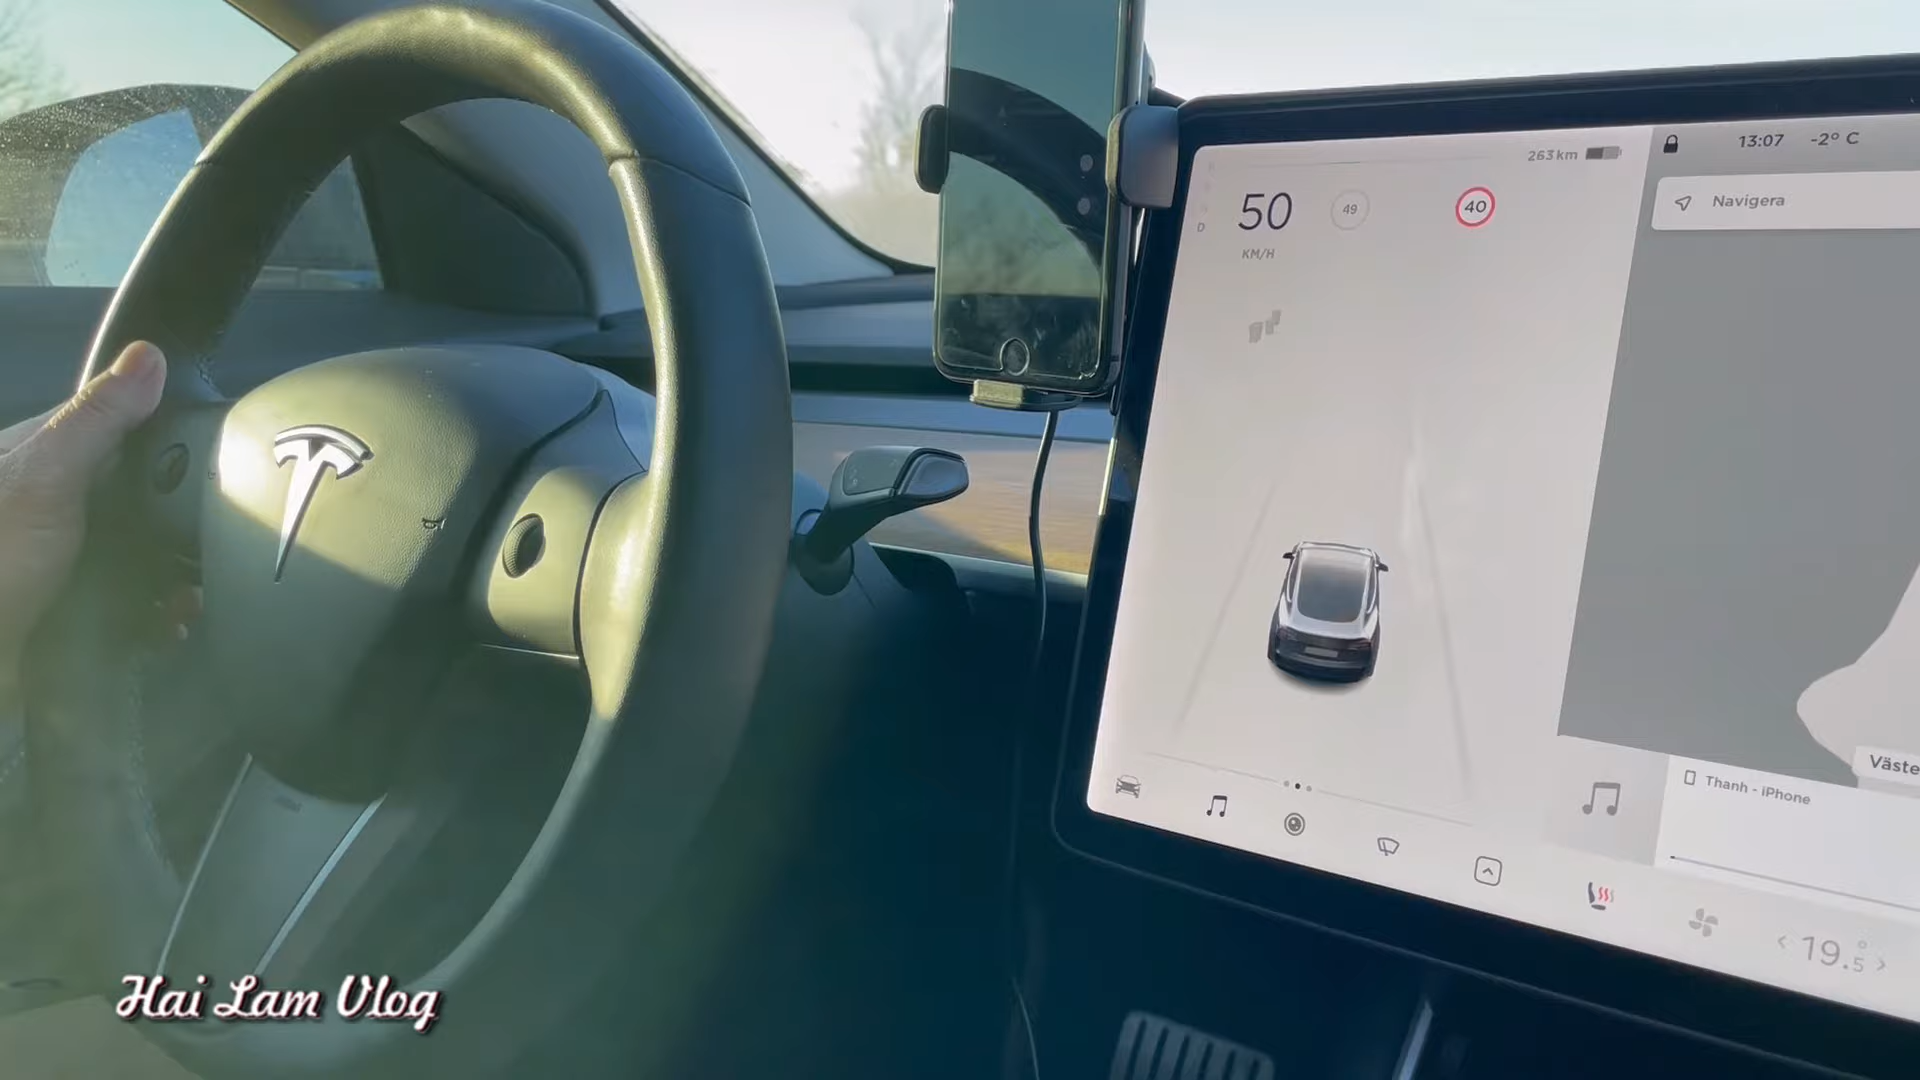 263 km
13:07 -2° C
50
49
40
Navigera
D
KM/H
Väste
Thanh - iPhone
19.5°
Hai Lam Vlog